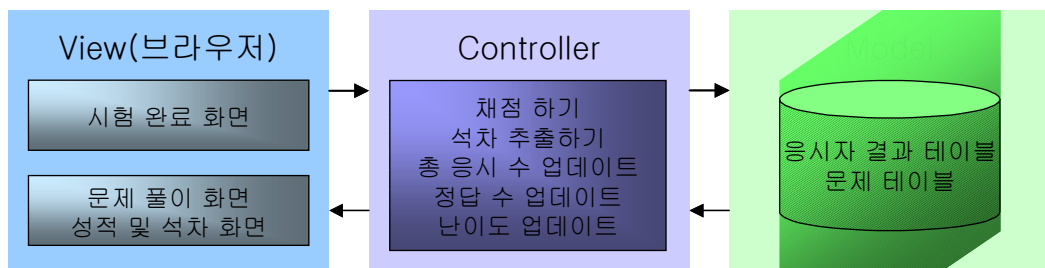 View(브라우저)
시험 완료 화면
문제 풀이 화면
성적 및 석차 화면
Controller
채점 하기
석차 추출하기
총 응시 수 업데이트
정답 수 업데이트
난이도 업데이트
Model
응시자 결과 테이블
문제 테이블